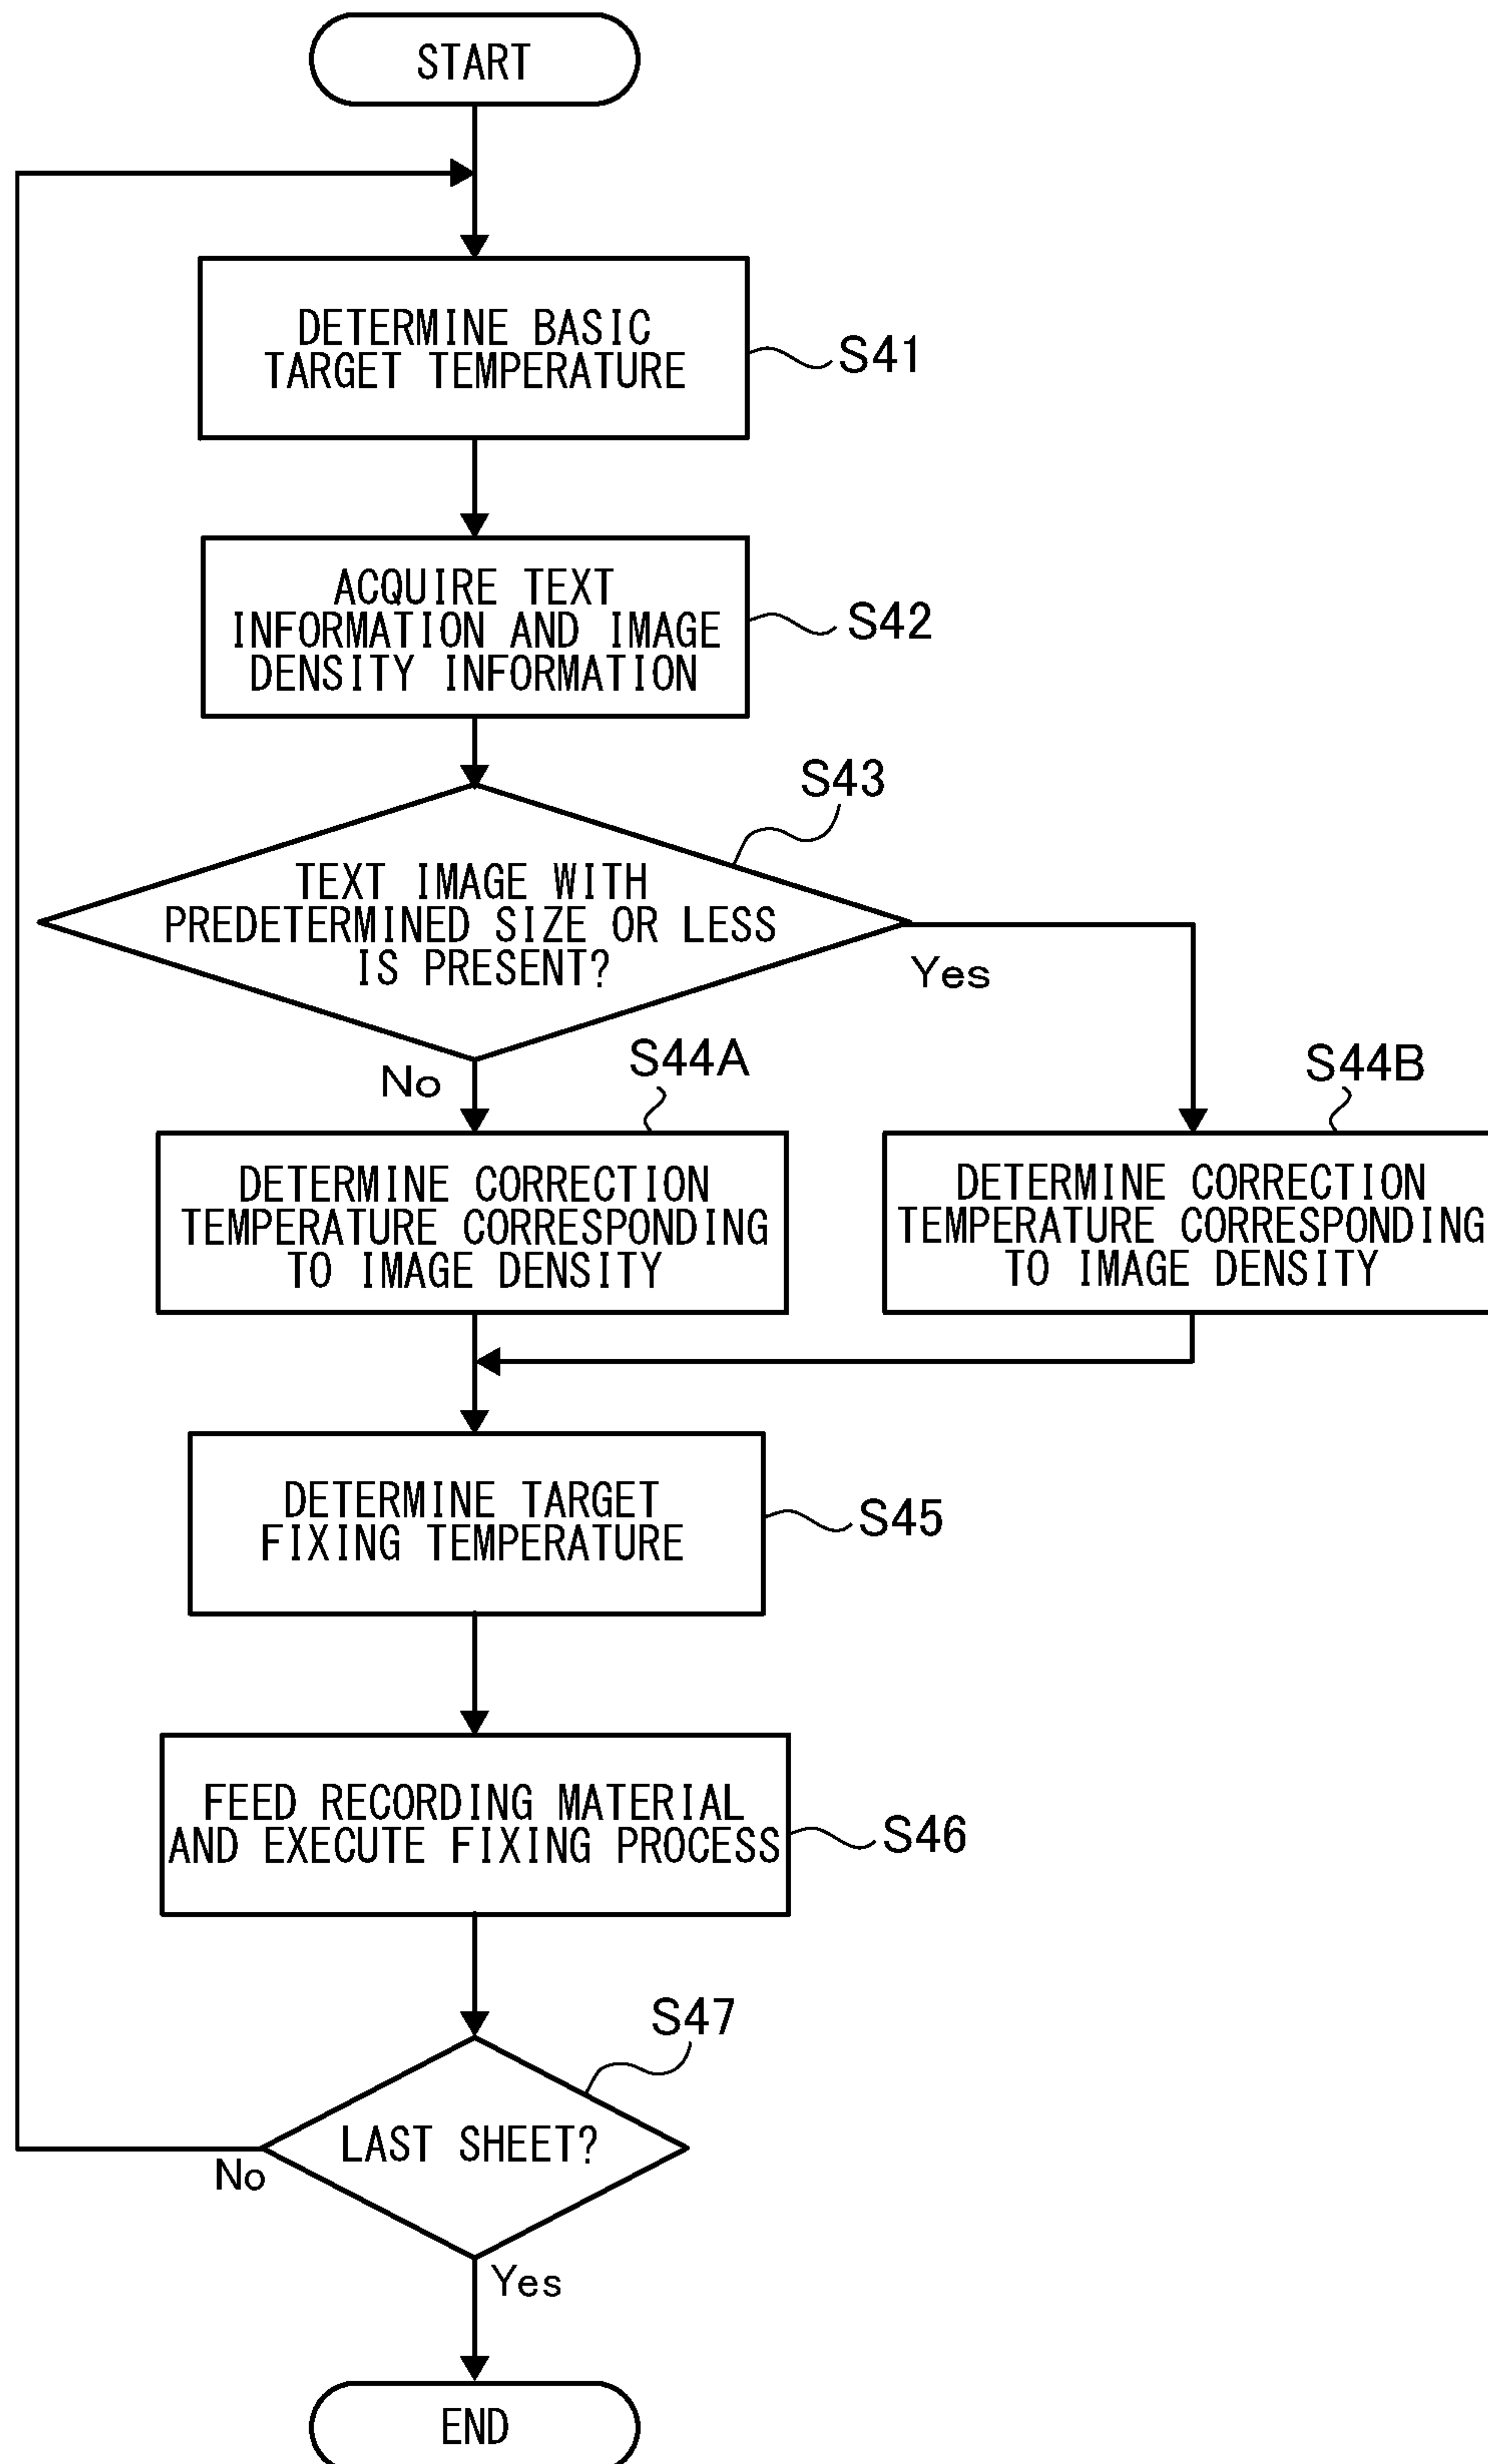 START
DETERMINE BASIC
TARGET TEMPERATURE
S41
ACQUIRE TEXT
INFORMATION AND IMAGE
DENSITY INFORMATION
S42
S43
TEXT IMAGE WITH
PREDETERMINED SIZE OR LESS
IS PRESENT?
Yes
No
S44A
DETERMINE CORRECTION
TEMPERATURE CORRESPONDING
TO IMAGE DENSITY
S44B
DETERMINE CORRECTION
TEMPERATURE CORRESPONDING
TO IMAGE DENSITY
DETERMINE TARGET
FIXING TEMPERATURE
S45
FEED RECORDING MATERIAL
AND EXECUTE FIXING PROCESS
S46
S47
LAST SHEET?
No
Yes
END